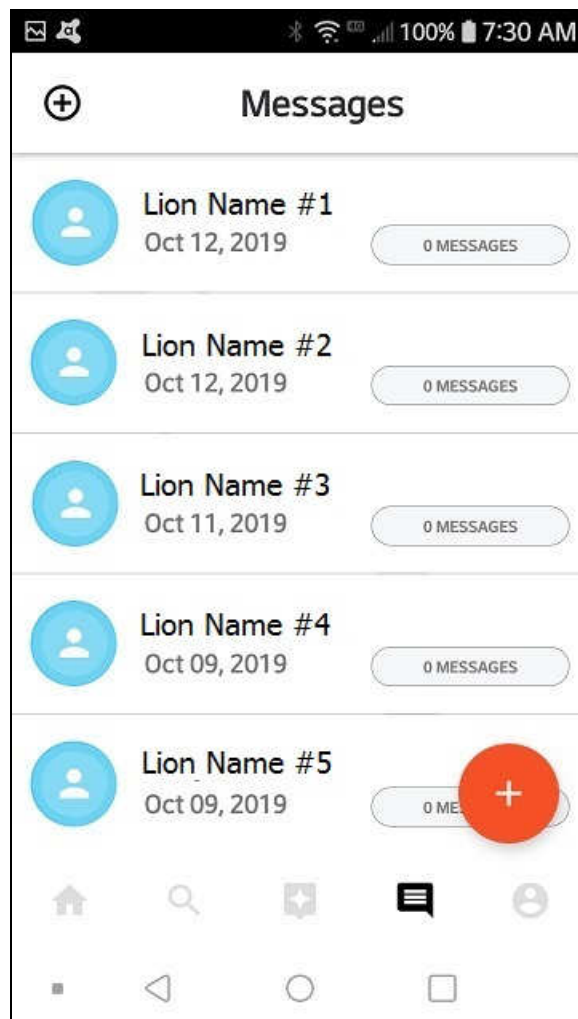 100% 7:30 AM
Messages
Lion Name #1
Oct 12, 2019
0 MESSAGES
Lion Name #2
Oct 12, 2019
0 MESSAGES
Lion Name #3
Oct 11, 2019
0 MESSAGES
Lion Name #4
Oct 09, 2019
0 MESSAGES
Lion Name #5
Oct 09, 2019
0 ME